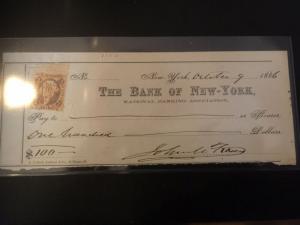 No. New-York, October 9 1866
THE BANK OF NEW-YORK,
NATIONAL BANKING ASSOCIATION,
Pay to or Bearer
One hundred Dollars
$100